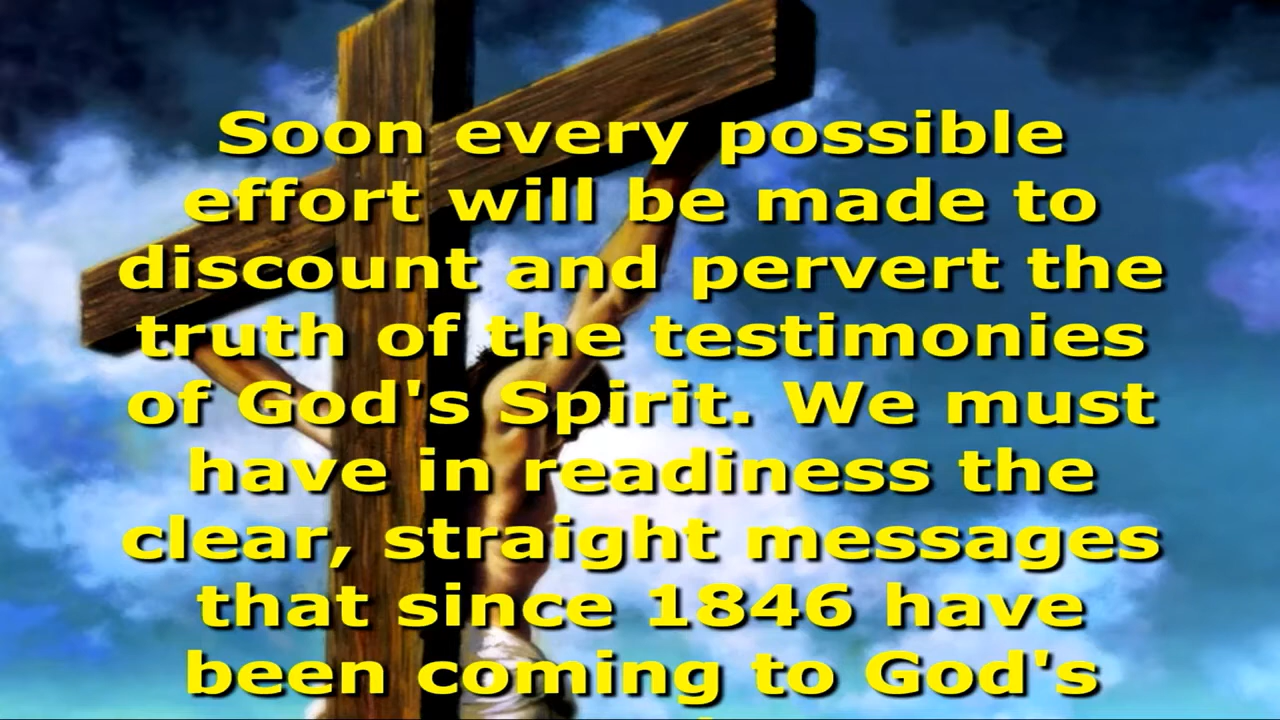 Soon every possible
effort will be made to
discount and pervert the
truth of the testimonies
of God's Spirit. We must
have in readiness the
clear, straight messages
that since 1846 have
been coming to God's